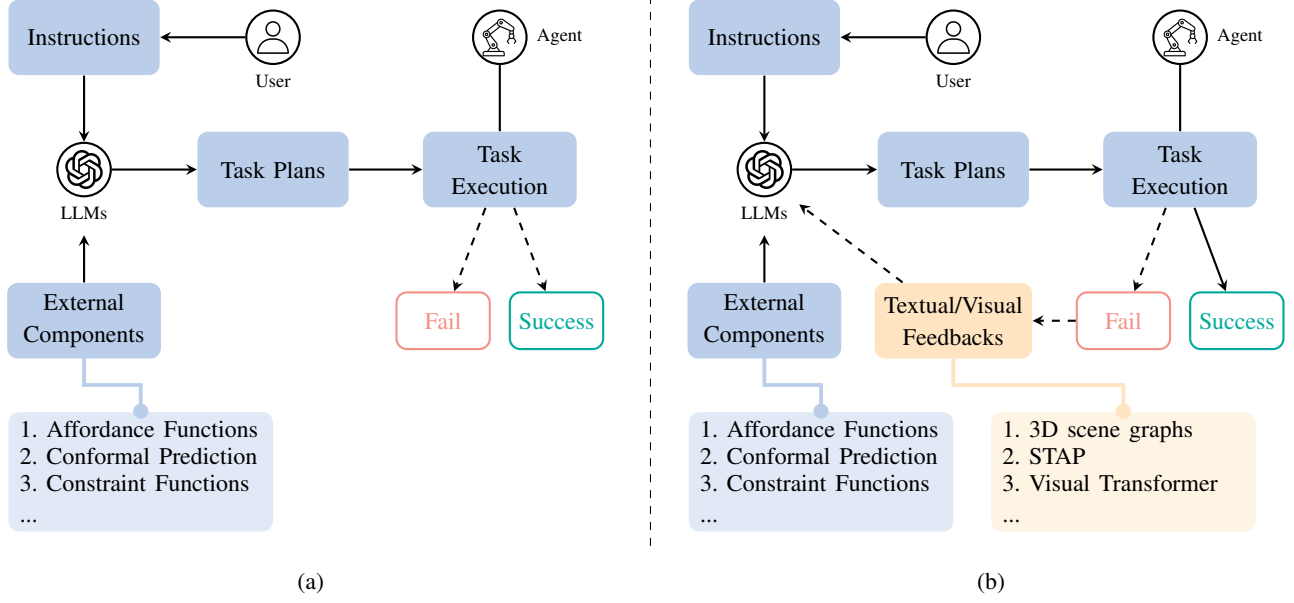 Instructions
User
Agent
LLMs
Task Plans
Task
Execution
External
Components
Fail
Success
1. Affordance Functions
2. Conformal Prediction
3. Constraint Functions
...
(a)
Instructions
User
Agent
LLMs
Task Plans
Task
Execution
External
Components
Textual/Visual
Feedbacks
Fail
Success
1. Affordance Functions
2. Conformal Prediction
3. Constraint Functions
...
1. 3D scene graphs
2. STAP
3. Visual Transformer
...
(b)